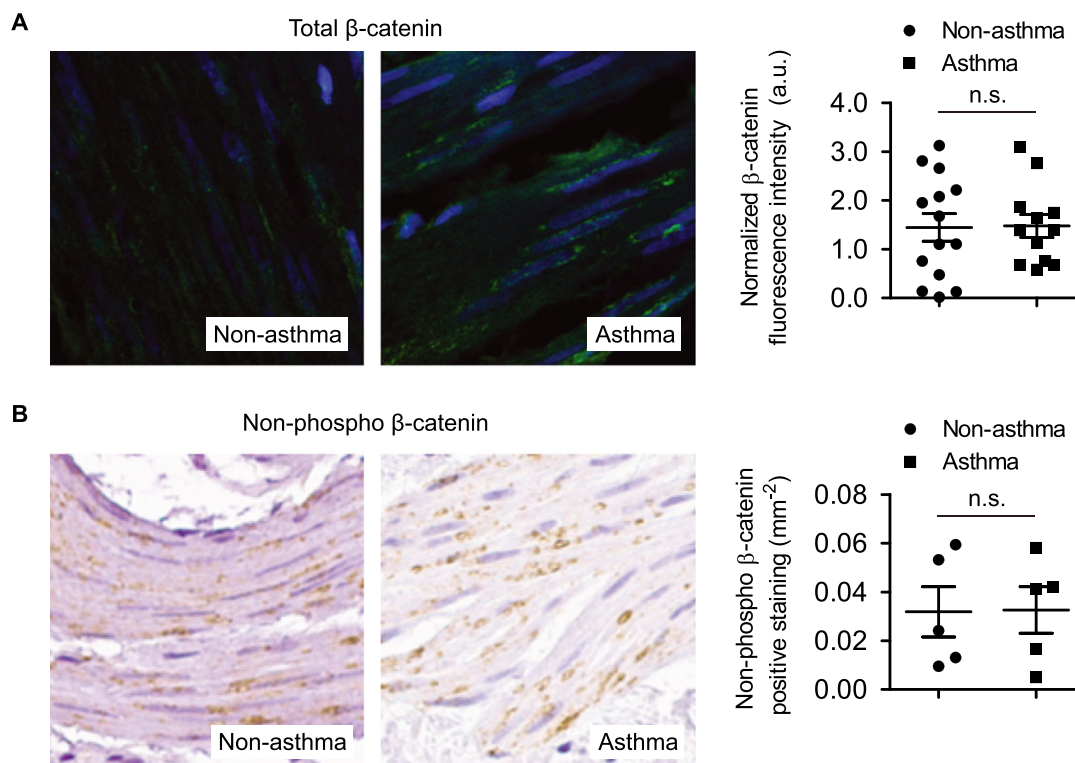 A
Total β-catenin
Non-asthma
Asthma
Non-asthma
Asthma
n.s.
Normalized β-catenin
fluorescence intensity (a.u.)
4.0
3.0
2.0
1.0
0.0
B
Non-phospho β-catenin
Non-asthma
Asthma
Non-asthma
Asthma
n.s.
Non-phospho β-catenin
positive staining (mm⁻²)
0.08
0.06
0.04
0.02
0.00